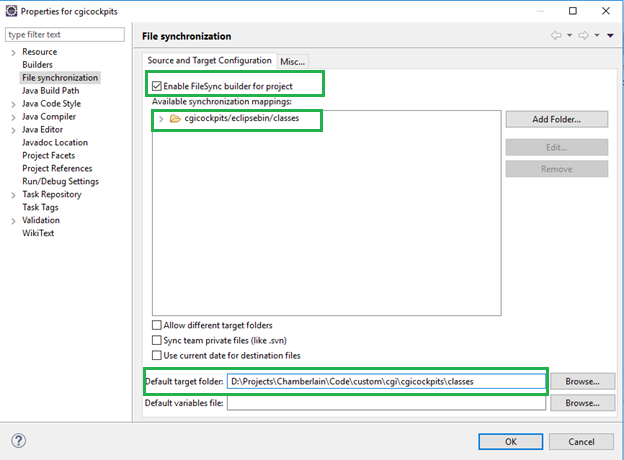 Properties for cgicockpits
type filter text
Resource
Builders
File synchronization
Java Build Path
Java Code Style
Java Compiler
Java Editor
Javadoc Location
Project Facets
Project References
Run/Debug Settings
Task Repository
Task Tags
Validation
WikiText
File synchronization
Source and Target Configuration
Misc...
Enable FileSync builder for project
Available synchronization mappings:
cgicockpits/eclipsebin/classes
Add Folder...
Edit...
Remove
Allow different target folders
Sync team private files (like .svn)
Use current date for destination files
Default target folder: D:\Projects\Chamberlain\Code\custom\cgi\cgicockpits\classes Browse...
Default variables file: Browse...
OK Cancel